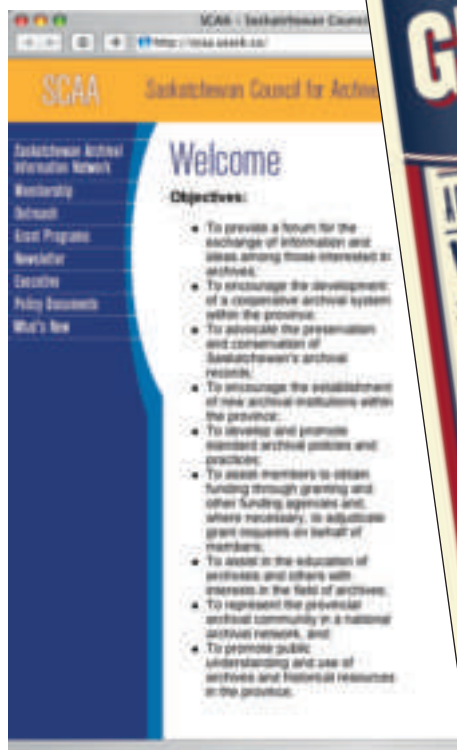 SCAA - Saskatchewan Council
SCAA
Saskatchewan Council for Archive
Saskatchewan Archival
Information Network
Membership
Outreach
Grant Programs
Newsletter
Executive
Policy Documents
What's New
Welcome
Objectives:
To provide a forum for the
exchange of information and
ideas among those interested in
archives;
To encourage the development
of a cooperative archival system
within the province;
To advocate the preservation
and conservation of
Saskatchewan's archival
records;
To encourage the establishment
of new archival institutions within
the province;
To develop and promote
standard archival policies and
practices;
To assist members to obtain
funding through granting and
other funding agencies and,
where necessary, to adjudicate
grant requests on behalf of
members;
To assist in the education of
archivists and others with
interests in the field of archives;
To represent the provincial
archival community in a national
archival network, and
To promote public
understanding and use of
archives and historical resources
in the province.
G
A